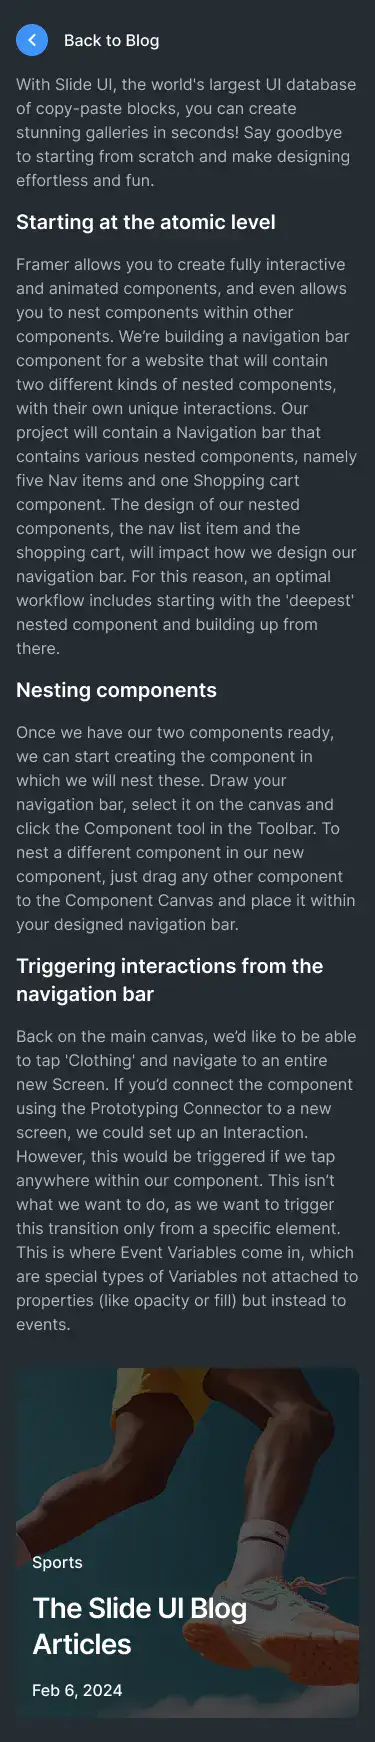 Back to Blog
With Slide UI, the world's largest UI database
of copy-paste blocks, you can create
stunning galleries in seconds! Say goodbye
to starting from scratch and make designing
effortless and fun.
Starting at the atomic level
Framer allows you to create fully interactive
and animated components, and even allows
you to nest components within other
components. We’re building a navigation bar
component for a website that will contain
two different kinds of nested components,
with their own unique interactions. Our
project will contain a Navigation bar that
contains various nested components, namely
five Nav items and one Shopping cart
component. The design of our nested
components, the nav list item and the
shopping cart, will impact how we design our
navigation bar. For this reason, an optimal
workflow includes starting with the 'deepest'
nested component and building up from
there.
Nesting components
Once we have our two components ready,
we can start creating the component in
which we will nest these. Draw your
navigation bar, select it on the canvas and
click the Component tool in the Toolbar. To
nest a different component in our new
component, just drag any other component
to the Component Canvas and place it within
your designed navigation bar.
Triggering interactions from the
navigation bar
Back on the main canvas, we’d like to be able
to tap 'Clothing' and navigate to an entire
new Screen. If you’d connect the component
using the Prototyping Connector to a new
screen, we could set up an Interaction.
However, this would be triggered if we tap
anywhere within our component. This isn’t
what we want to do, as we want to trigger
this transition only from a specific element.
This is where Event Variables come in, which
are special types of Variables not attached to
properties (like opacity or fill) but instead to
events.
Sports
The Slide UI Blog
Articles
Feb 6, 2024